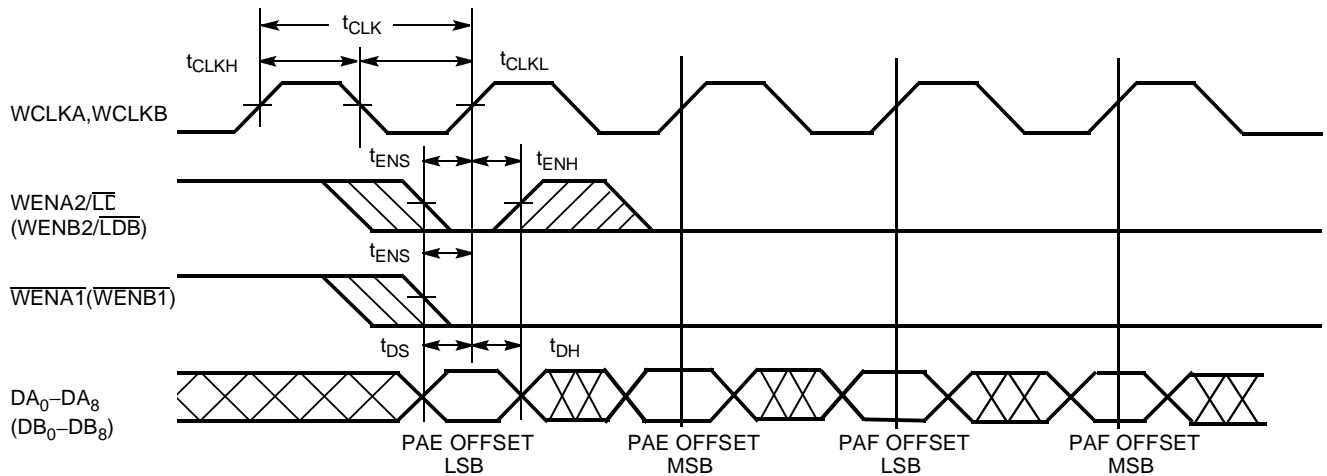 tCLK
tCLKH
tCLKL
WCLKA,WCLKB
tENS
tENH
WENA2/LD
(WENB2/LDB)
tENS
WENA1(WENB1)
tDS
tDH
DA0–DA8
(DB0–DB8)
PAE OFFSET
LSB
PAE OFFSET
MSB
PAF OFFSET
LSB
PAF OFFSET
MSB